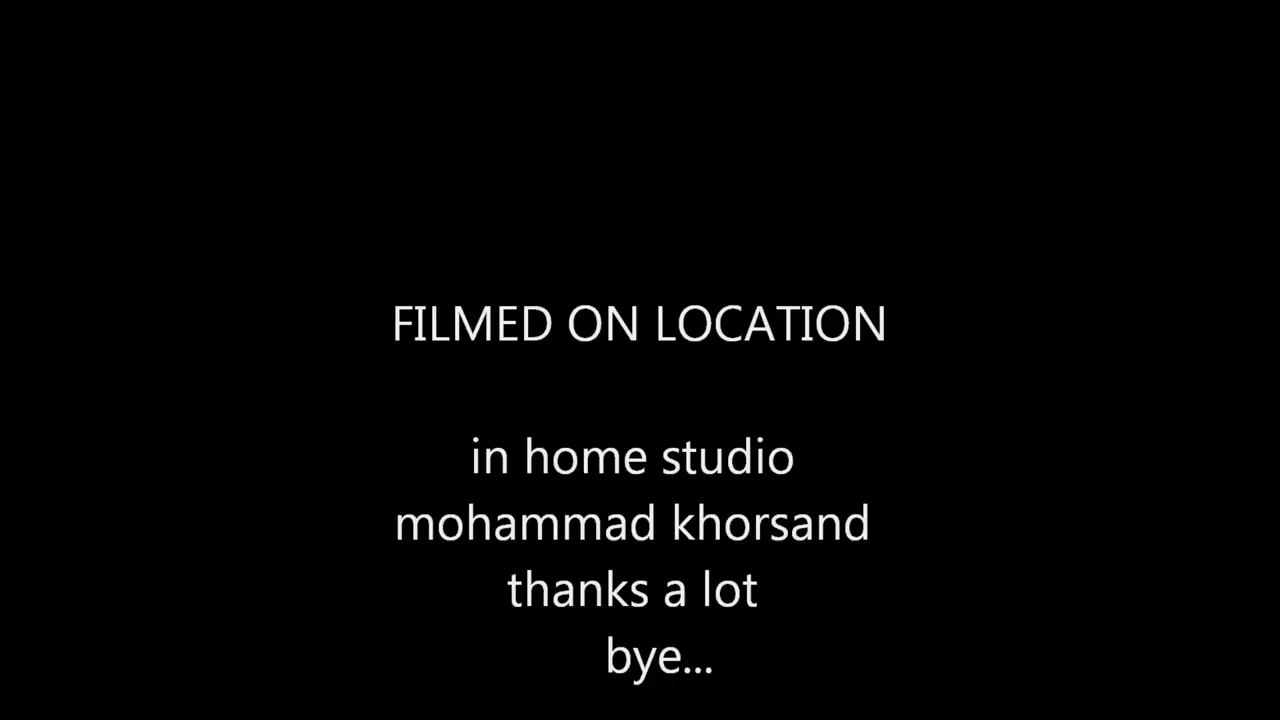 FILMED ON LOCATION
in home studio
mohammad khorsand
thanks a lot
bye...